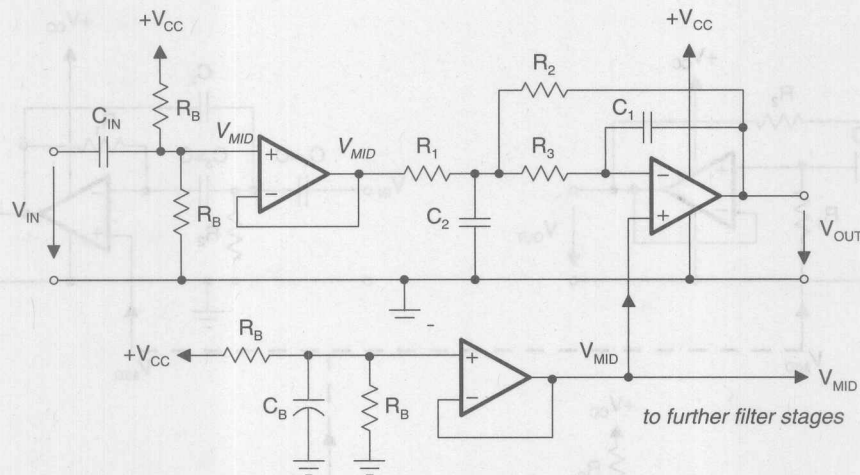 +VCC
+VCC
R2
RB
CIN
VMID
VMID
C1
R1
R3
+
−
−
+
VIN
RB
C2
VOUT
RB
+VCC
+
−
VMID
VMID
CB
RB
to further filter stages